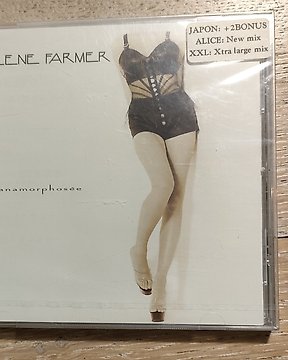 LENE FARMER
JAPON: +2BONUS
ALICE: New mix
XXL: Xtra large mix
anamorphosée